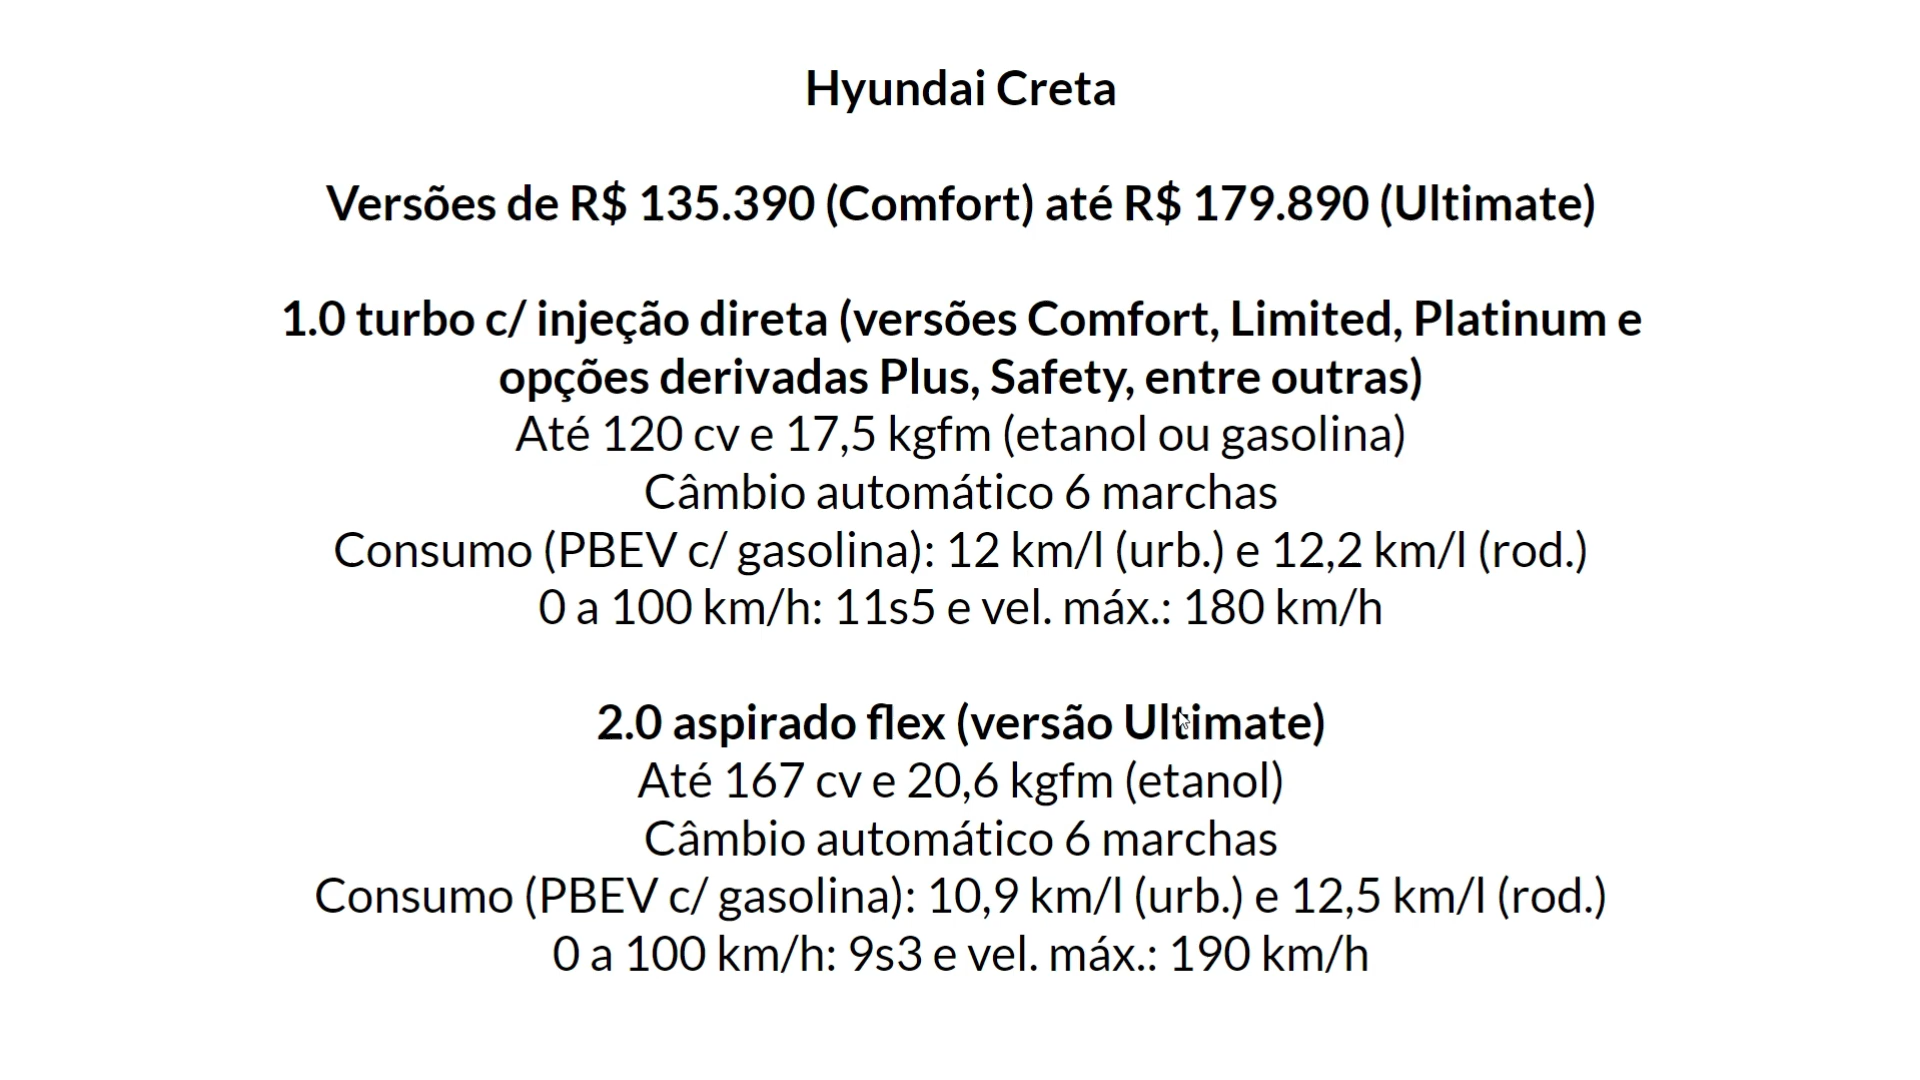 Hyundai Creta
Versões de R$ 135.390 (Comfort) até R$ 179.890 (Ultimate)
1.0 turbo c/ injeção direta (versões Comfort, Limited, Platinum e
opções derivadas Plus, Safety, entre outras)
Até 120 cv e 17,5 kgfm (etanol ou gasolina)
Câmbio automático 6 marchas
Consumo (PBEV c/ gasolina): 12 km/l (urb.) e 12,2 km/l (rod.)
0 a 100 km/h: 11s5 e vel. máx.: 180 km/h
2.0 aspirado flex (versão Ultimate)
Até 167 cv e 20,6 kgfm (etanol)
Câmbio automático 6 marchas
Consumo (PBEV c/ gasolina): 10,9 km/l (urb.) e 12,5 km/l (rod.)
0 a 100 km/h: 9s3 e vel. máx.: 190 km/h